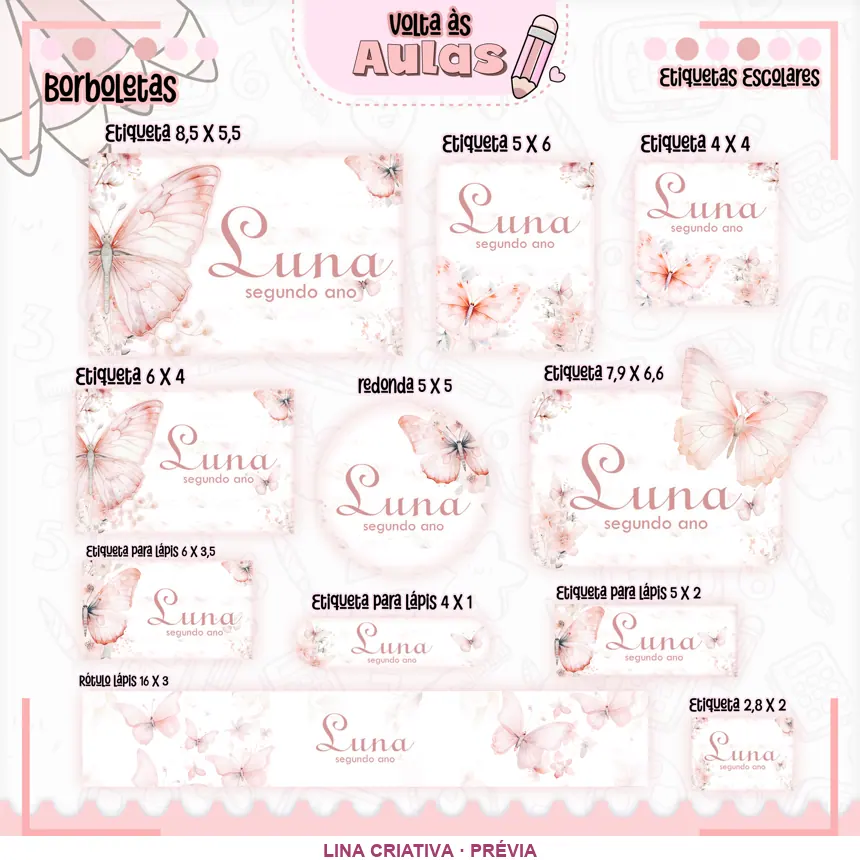 Volta às
Aulas
Borboletas
Etiquetas Escolares
Etiqueta 8,5 X 5,5
Luna
segundo ano
Etiqueta 5 X 6
Luna
segundo ano
Etiqueta 4 X 4
Luna
segundo ano
Etiqueta 6 X 4
Luna
segundo ano
redonda 5 X 5
Luna
segundo ano
Etiqueta 7,9 X 6,6
Luna
segundo ano
Etiqueta para Lápis 6 X 3,5
Luna
segundo ano
Etiqueta para Lápis 4 X 1
Luna
segundo ano
Etiqueta para Lápis 5 X 2
Luna
segundo ano
Rótulo Lápis 16 X 3
Luna
segundo ano
Etiqueta 2,8 X 2
Luna
segundo ano
LINA CRIATIVA · PRÉVIA